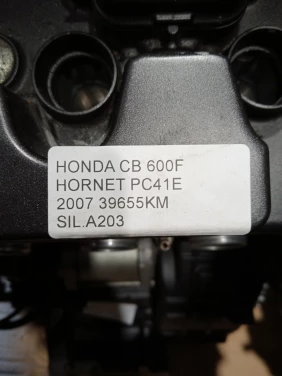 HONDA CB 600F
HORNET PC41E
2007 39655KM
SIL.A203